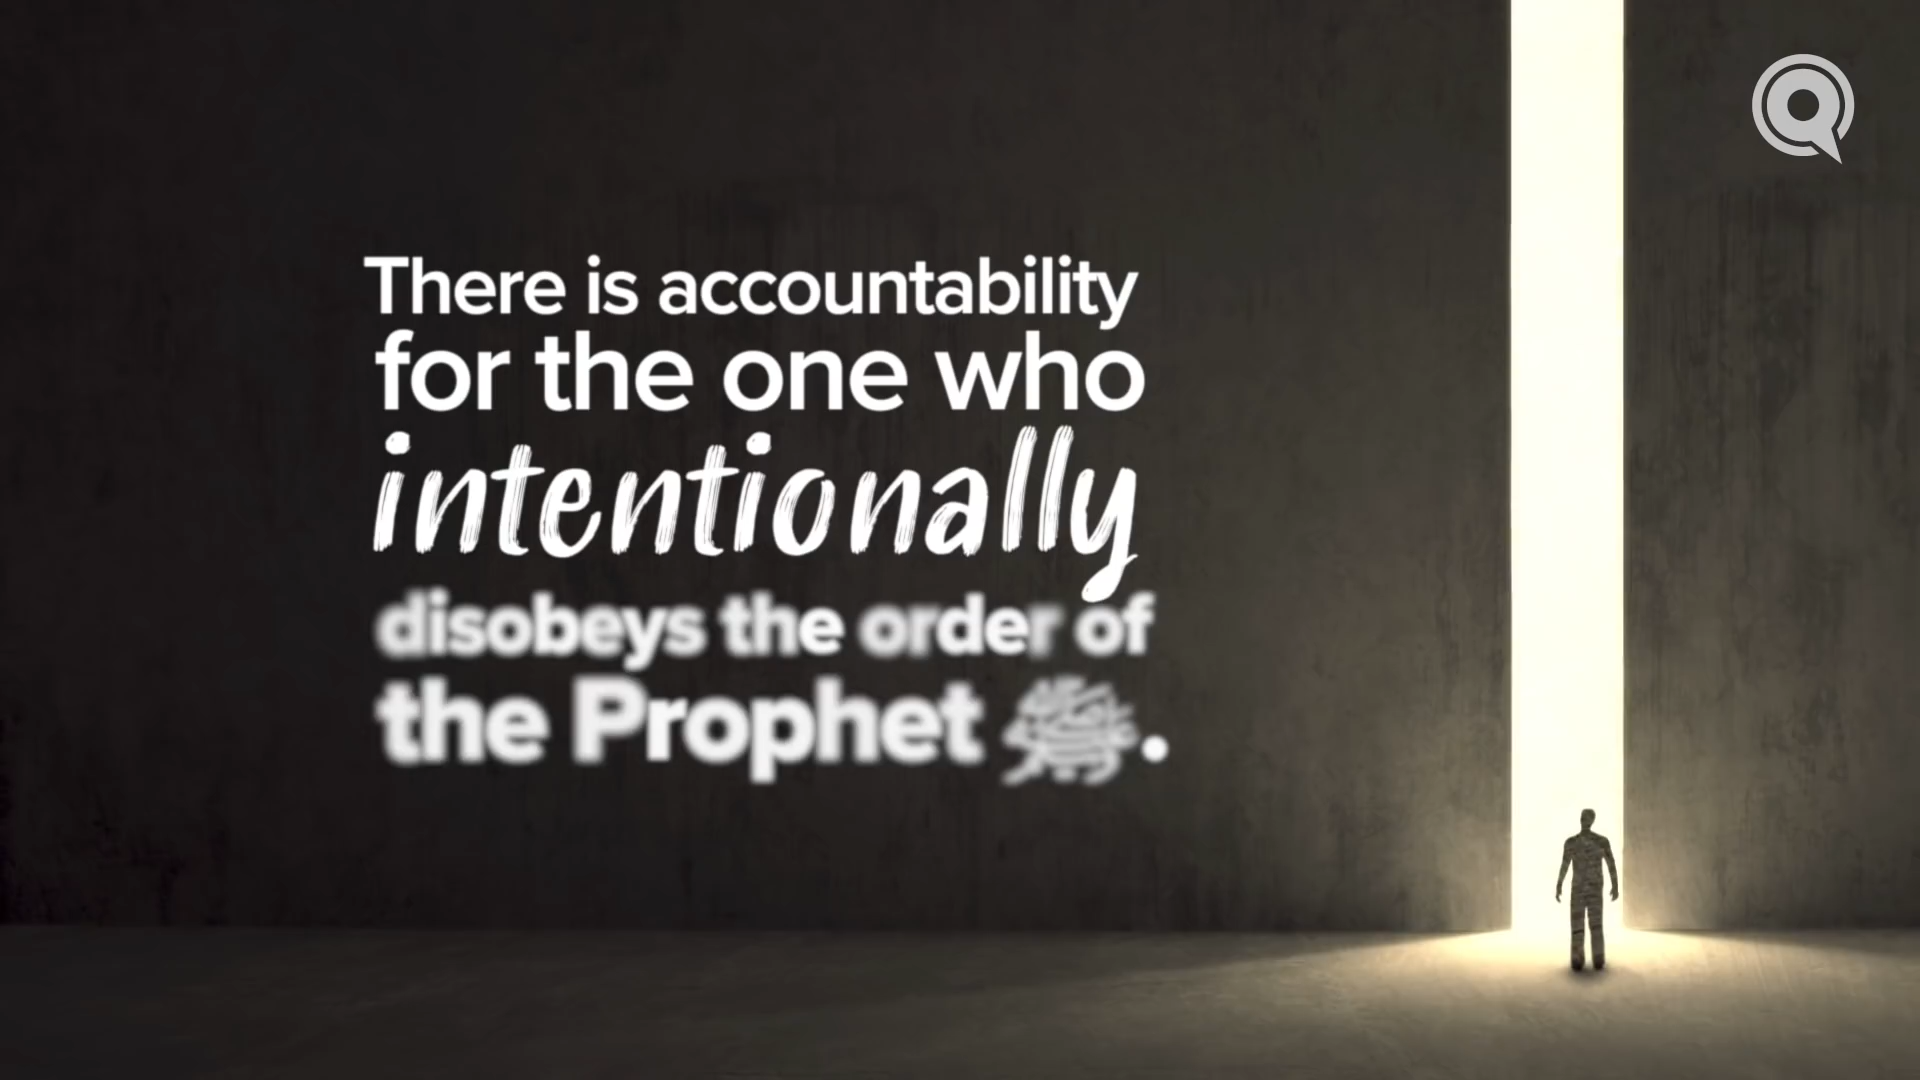 There is accountability
for the one who
intentionally
disobeys the order of
the Prophet ﷺ.